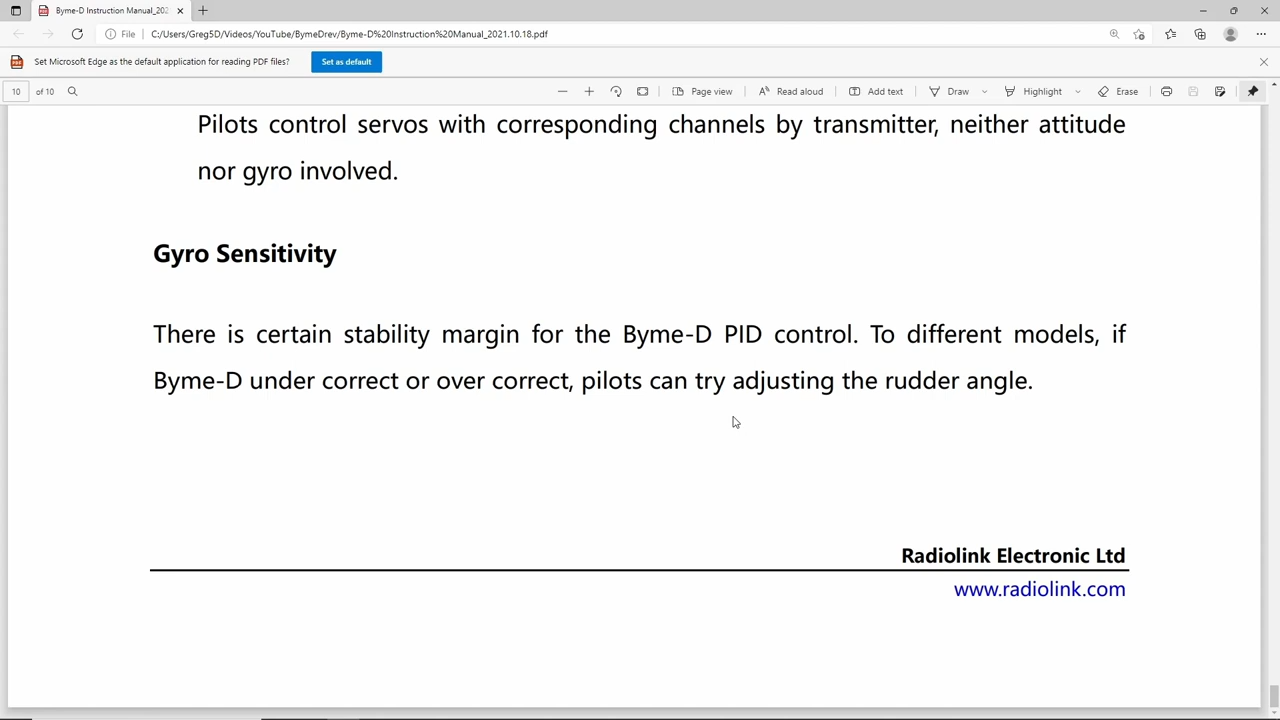 Byme-D Instruction Manual_202
File
C:/Users/Greg5D/Videos/YouTube/BymeDrev/Byme-D%20Instruction%20Manual_2021.10.18.pdf
Set Microsoft Edge as the default application for reading PDF files?
Set as default
10 of 10
Page view
Read aloud
Add text
Draw
Highlight
Erase
Pilots control servos with corresponding channels by transmitter, neither attitude
nor gyro involved.
Gyro Sensitivity
There is certain stability margin for the Byme-D PID control. To different models, if
Byme-D under correct or over correct, pilots can try adjusting the rudder angle.
Radiolink Electronic Ltd
www.radiolink.com